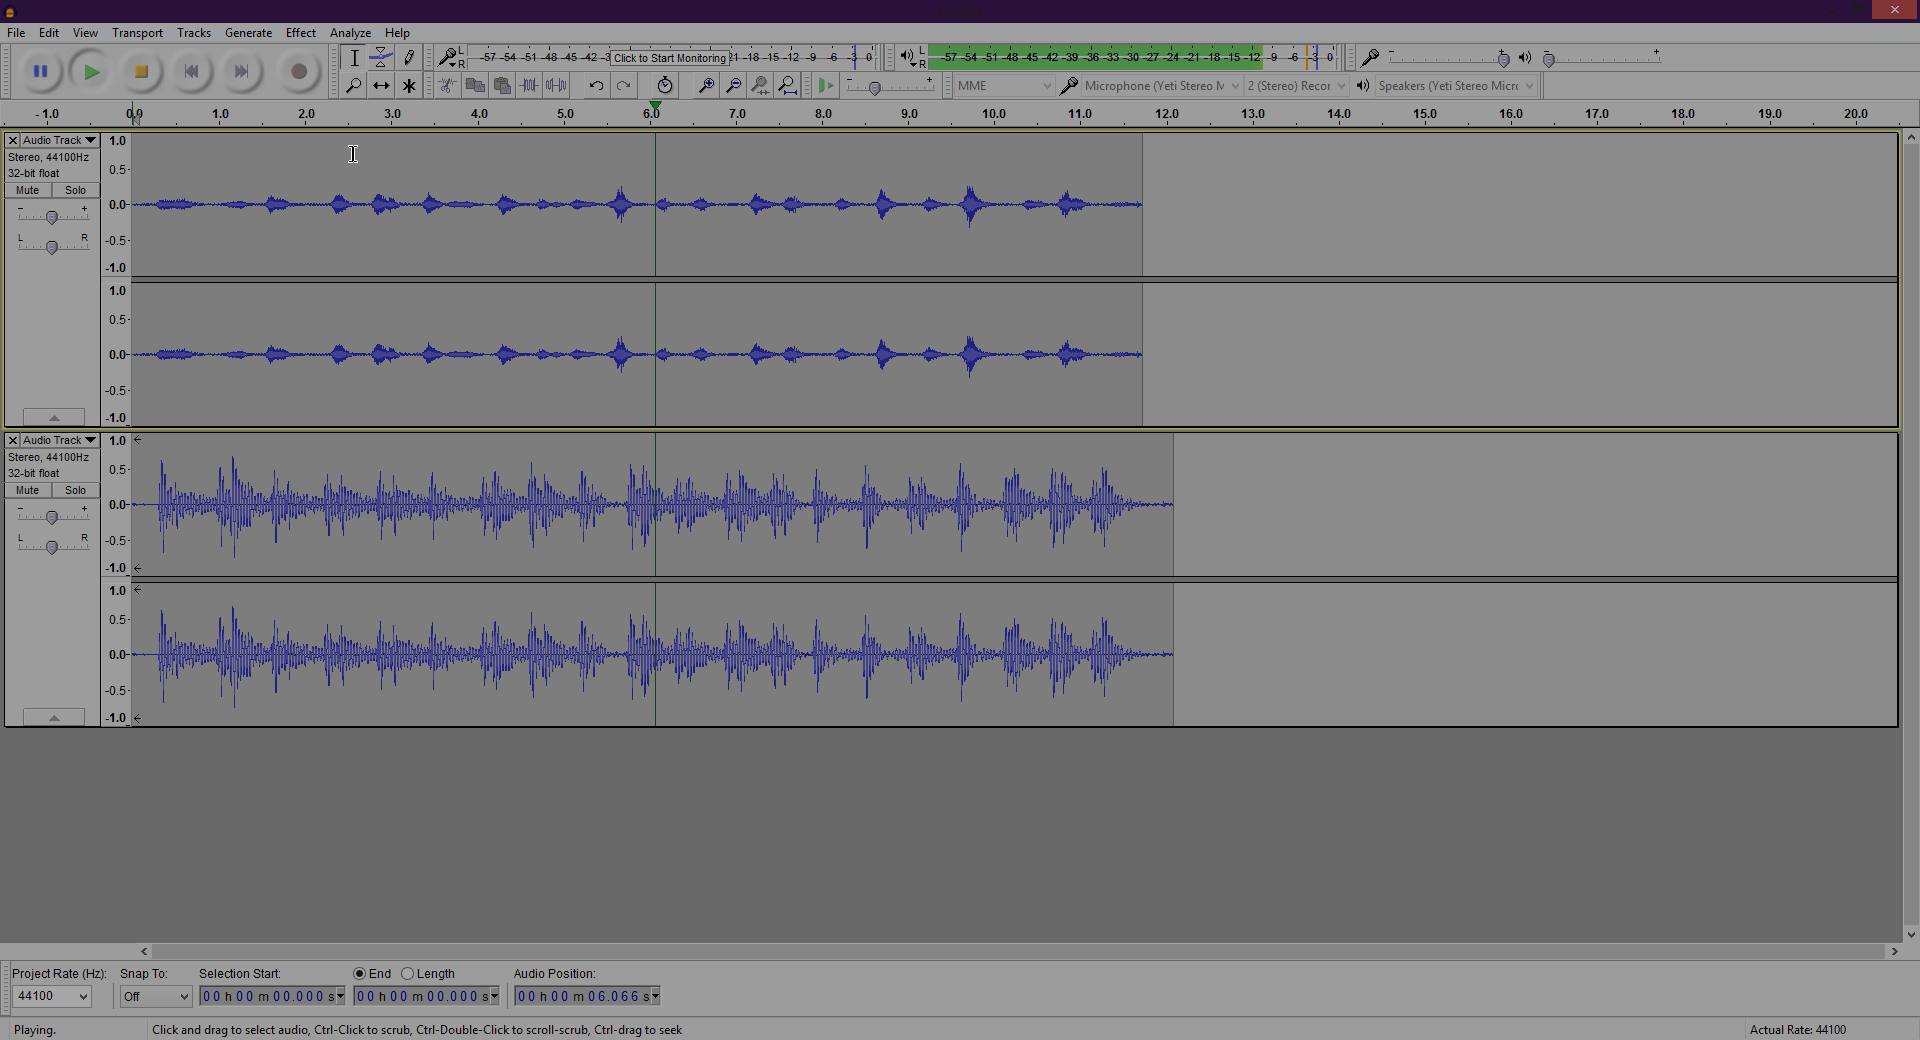 File Edit View Transport Tracks Generate Effect Analyze Help
L R -57 -54 -51 -48 -45 -42 -3 Click to Start Monitoring 21 -18 -15 -12 -9 -6 -3 0 L R -57 -54 -51 -48 -45 -42 -39 -36 -33 -30 -27 -24 -21 -18 -15 -12 -9 -6 -3 0 - + - +
- + MME Microphone (Yeti Stereo 2 (Stereo) Recor Speakers (Yeti Stereo Micr
- 1.0 0.0 1.0 2.0 3.0 4.0 5.0 6.0 7.0 8.0 9.0 10.0 11.0 12.0 13.0 14.0 15.0 16.0 17.0 18.0 19.0 20.0
Audio Track
Stereo, 44100Hz
32-bit float
Mute Solo
- +
L R
1.0
0.5
0.0
-0.5
-1.0
1.0
0.5
0.0
-0.5
-1.0
Audio Track
Stereo, 44100Hz
32-bit float
Mute Solo
- +
L R
1.0
0.5
0.0
-0.5
-1.0
1.0
0.5
0.0
-0.5
-1.0
Project Rate (Hz): Snap To: Selection Start: End Length Audio Position:
44100 Off 00 h 00 m 00.000 s 00 h 00 m 00.000 s 00 h 00 m 06.066 s
Playing. Click and drag to select audio, Ctrl-Click to scrub, Ctrl-Double-Click to scroll-scrub, Ctrl-drag to seek Actual Rate: 44100